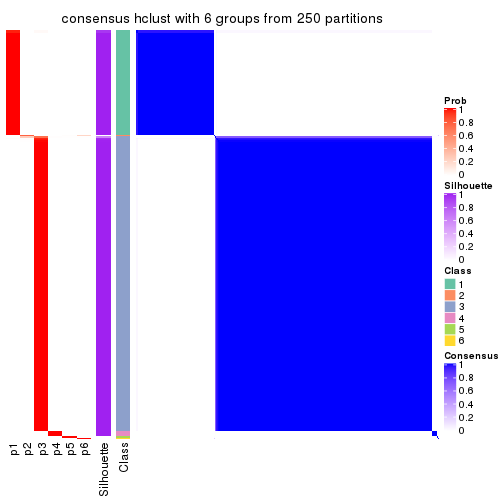 consensus hclust with 6 groups from 250 partitions
Prob
1
0.8
0.6
0.4
0.2
0
Silhouette
1
0.8
0.6
0.4
0.2
0
Class
1
2
3
4
5
6
Consensus
1
0.8
0.6
0.4
0.2
0
p1
p2
p3
p4
p5
p6
Silhouette
Class